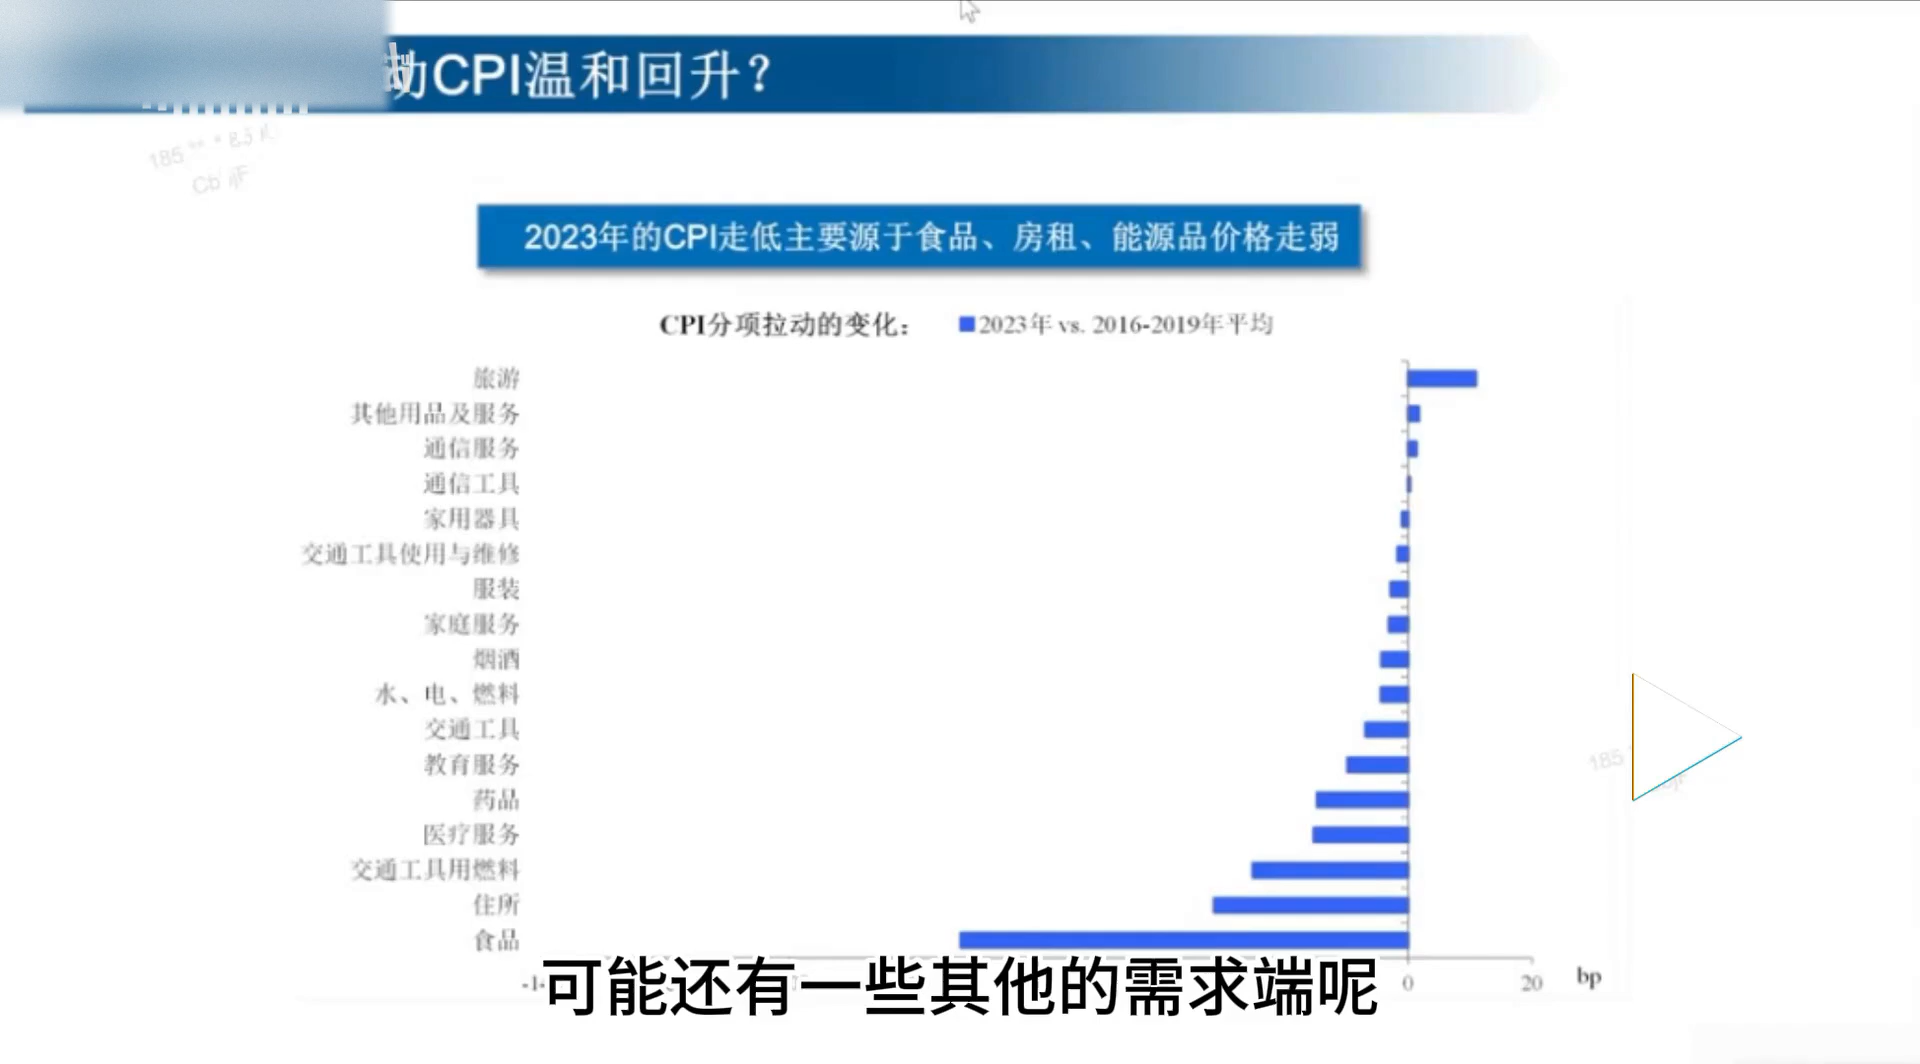 动CPI温和回升？
2023年的CPI走低主要源于食品、房租、能源品价格走弱
CPI分项拉动的变化： 2023年 vs. 2016-2019年平均
旅游
其他用品及服务
通信服务
通信工具
家用器具
交通工具使用与维修
服装
家庭服务
烟酒
水、电、燃料
交通工具
教育服务
药品
医疗服务
交通工具用燃料
住所
食品
0 20 bp
可能还有一些其他的需求端呢
185
185